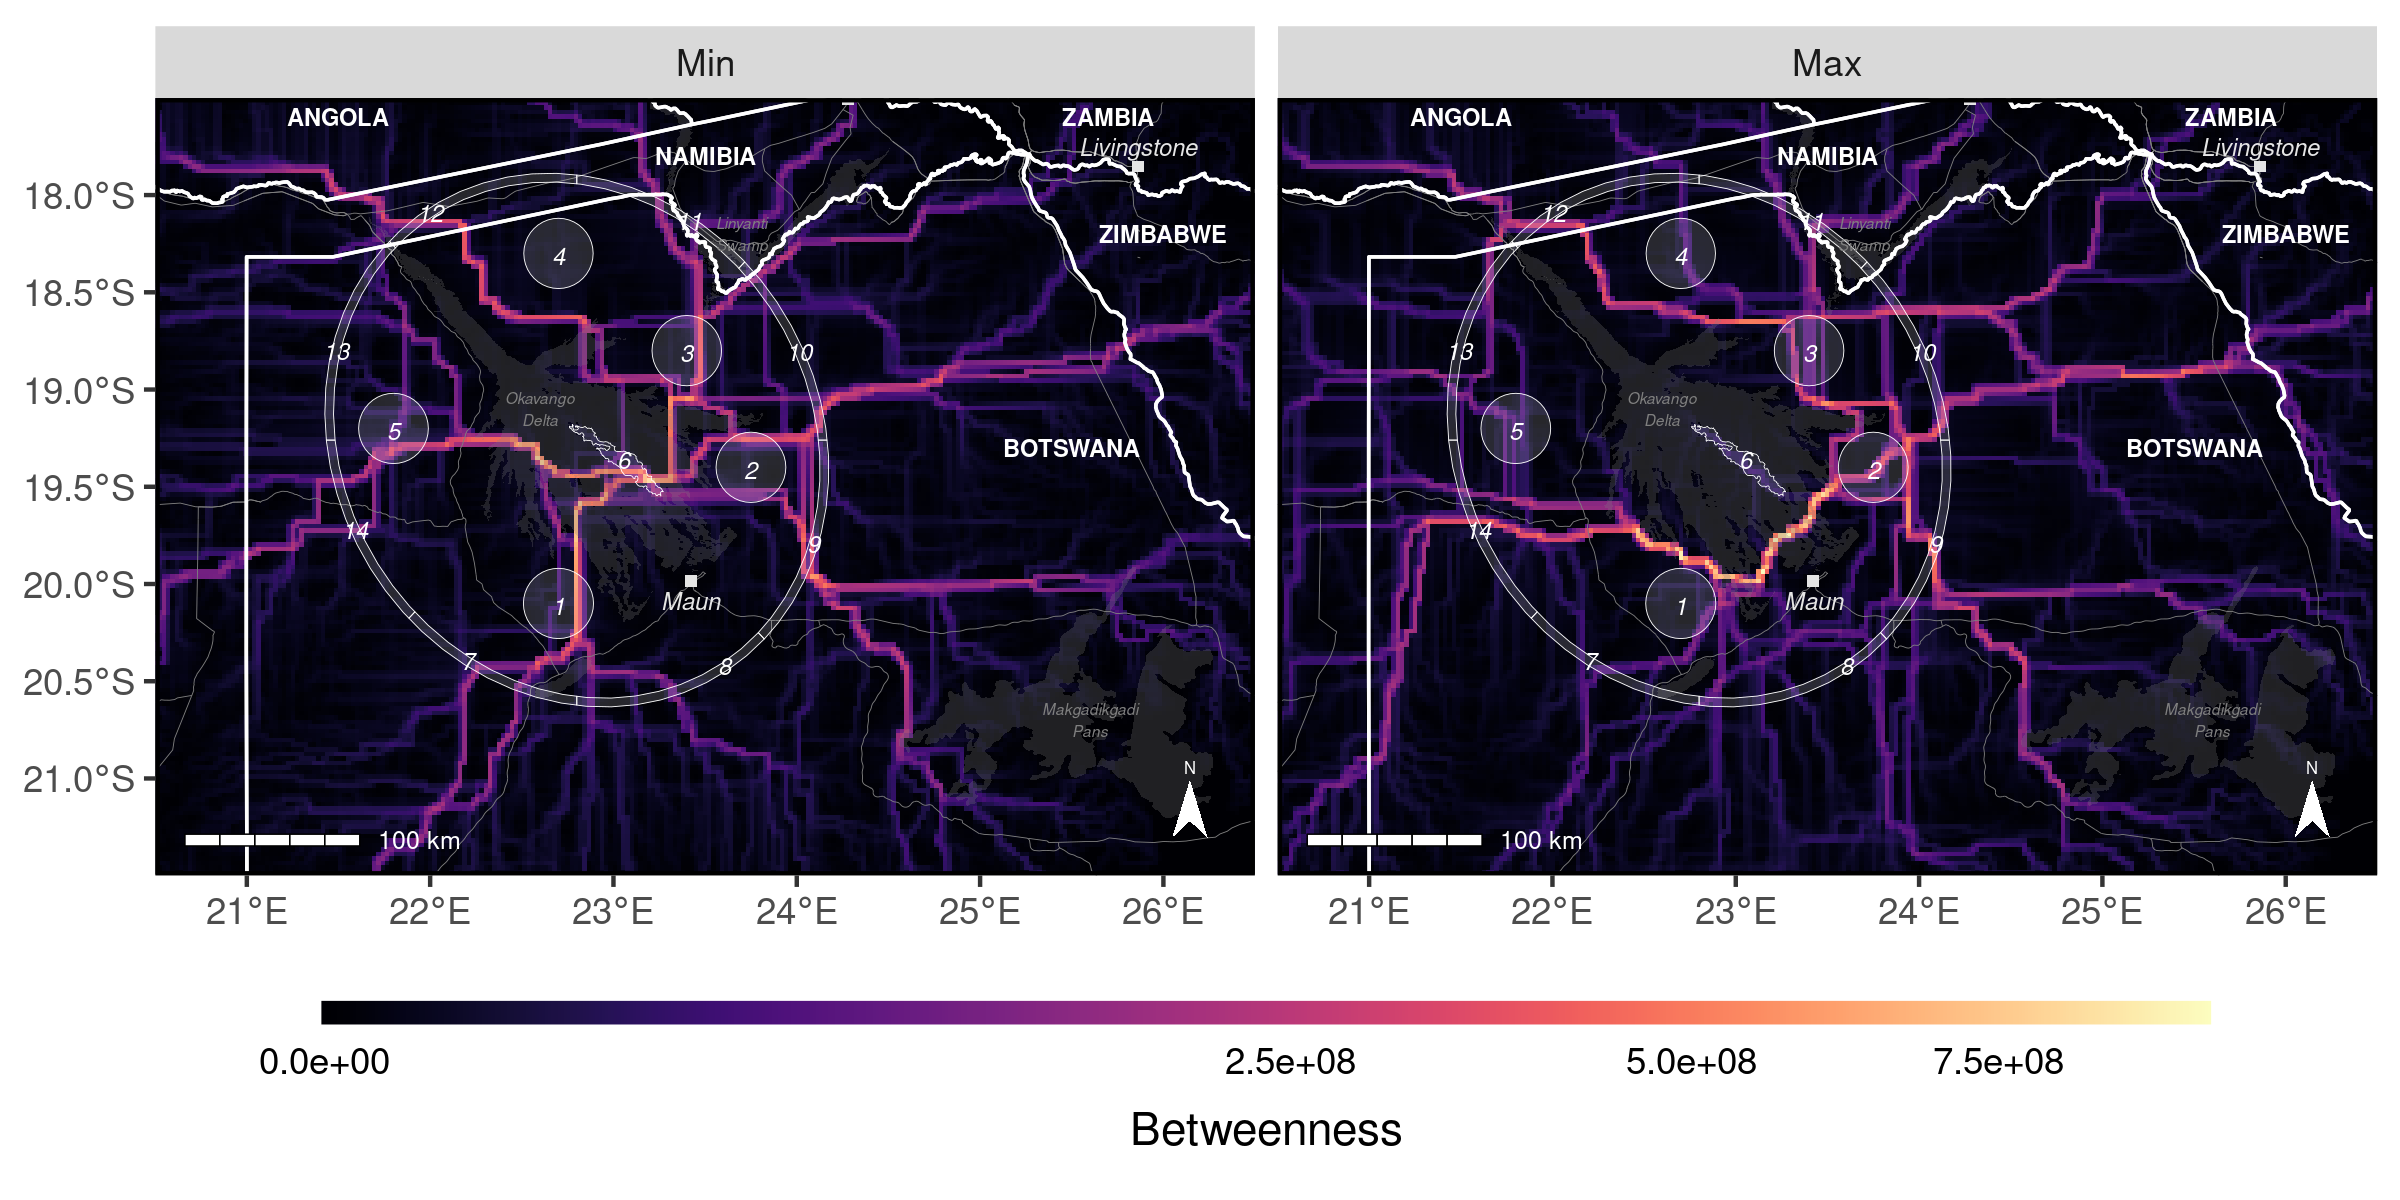 Min
Max
ANGOLA
ZAMBIA
Livingstone
NAMIBIA
12
11
Linyanti
Swamp
ZIMBABWE
4
3
13
10
Okavango
Delta
5
6
2
BOTSWANA
14
9
1
Maun
7
8
Makgadikgadi
Pans
N
100 km
ANGOLA
ZAMBIA
Livingstone
NAMIBIA
12
11
Linyanti
Swamp
ZIMBABWE
4
3
13
10
Okavango
Delta
5
6
2
BOTSWANA
14
9
1
Maun
7
8
Makgadikgadi
Pans
N
100 km
18.0°S
18.5°S
19.0°S
19.5°S
20.0°S
20.5°S
21.0°S
21°E 22°E 23°E 24°E 25°E 26°E
21°E 22°E 23°E 24°E 25°E 26°E
0.0e+00 2.5e+08 5.0e+08 7.5e+08
Betweenness